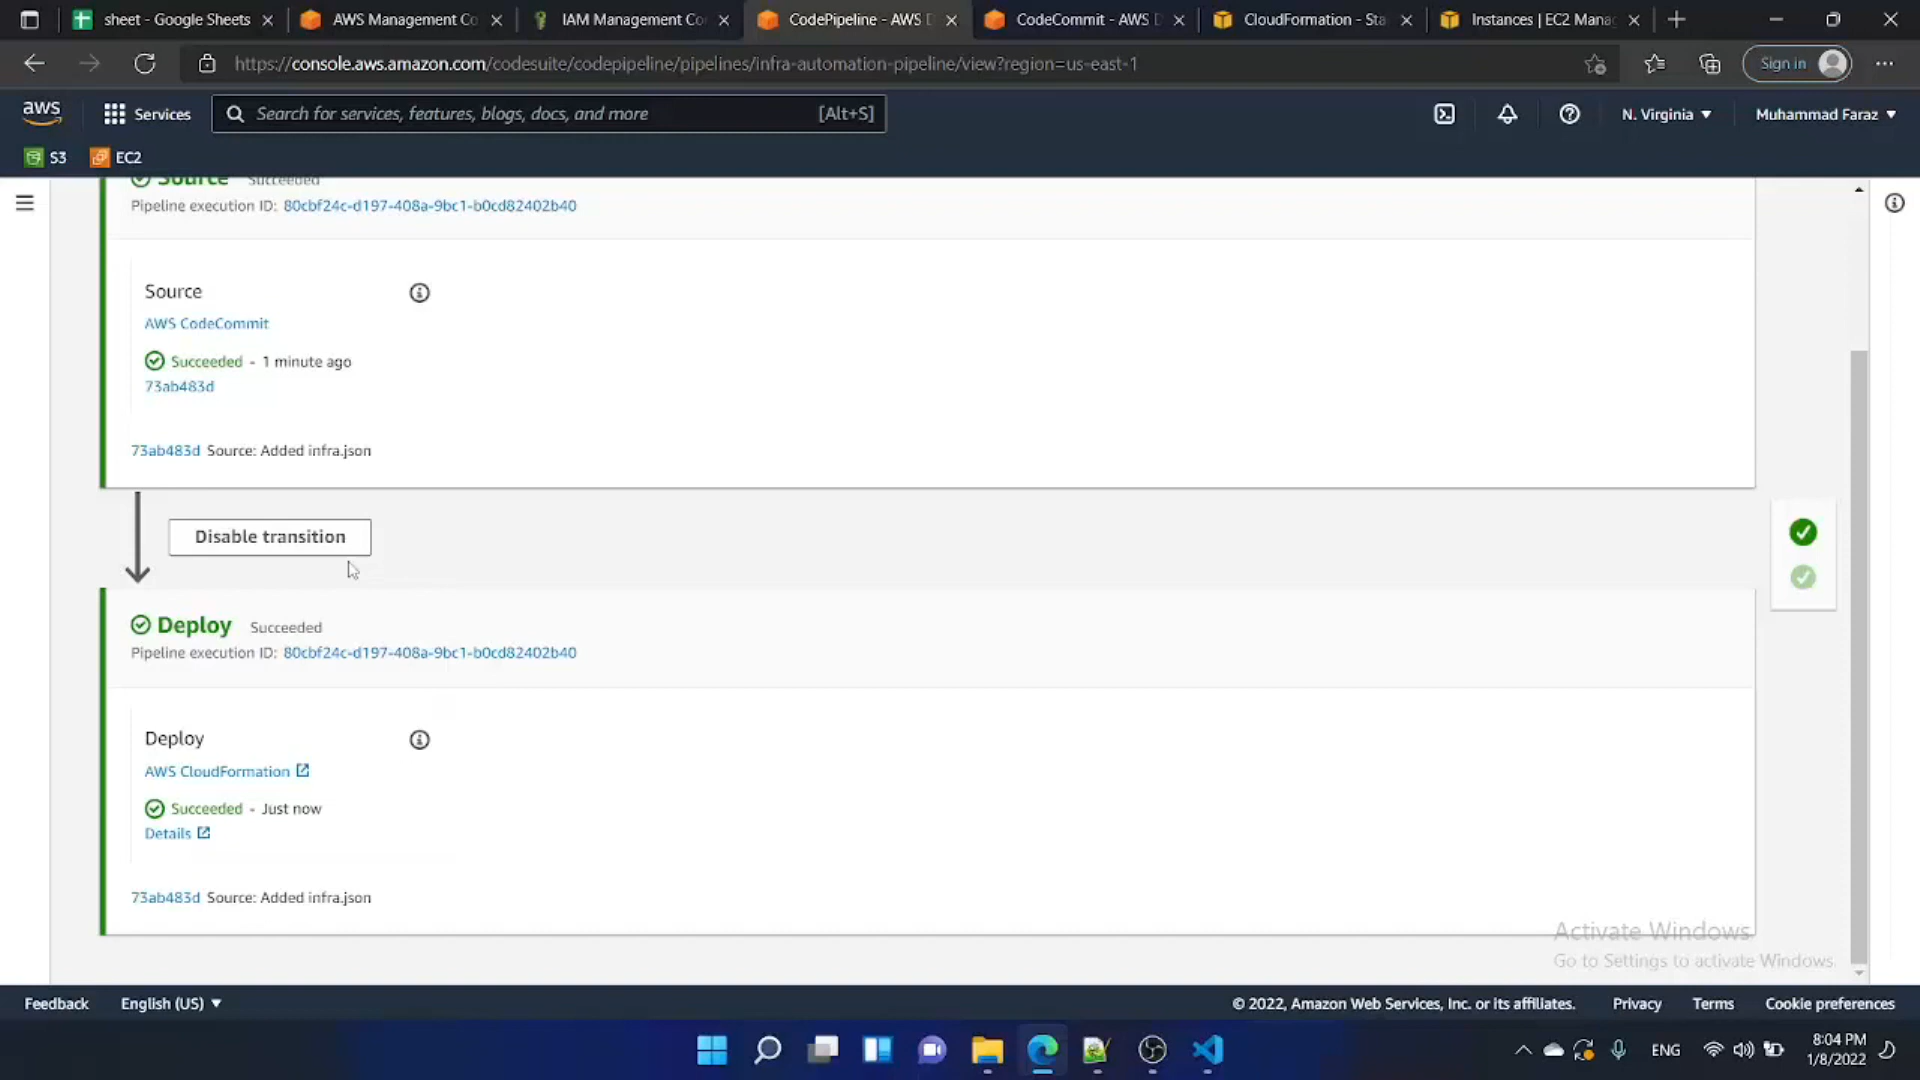 sheet - Google Sheets
AWS Management Co
IAM Management Co
CodePipeline - AWS D
CodeCommit - AWS D
CloudFormation - Sta
Instances | EC2 Mana
https://console.aws.amazon.com/codesuite/codepipeline/pipelines/infra-automation-pipeline/view?region=us-east-1
Sign in
aws
Services
Search for services, features, blogs, docs, and more
[Alt+S]
N. Virginia
Muhammad Faraz
S3
EC2
Source Succeeded
Pipeline execution ID: 80cbf24c-d197-408a-9bc1-b0cd82402b40
Source
AWS CodeCommit
Succeeded - 1 minute ago
73ab483d
73ab483d Source: Added infra.json
Disable transition
Deploy Succeeded
Pipeline execution ID: 80cbf24c-d197-408a-9bc1-b0cd82402b40
Deploy
AWS CloudFormation
Succeeded - Just now
Details
73ab483d Source: Added infra.json
Activate Windows
Go to Settings to activate Windows.
Feedback
English (US)
© 2022, Amazon Web Services, Inc. or its affiliates.
Privacy
Terms
Cookie preferences
ENG
8:04 PM
1/8/2022